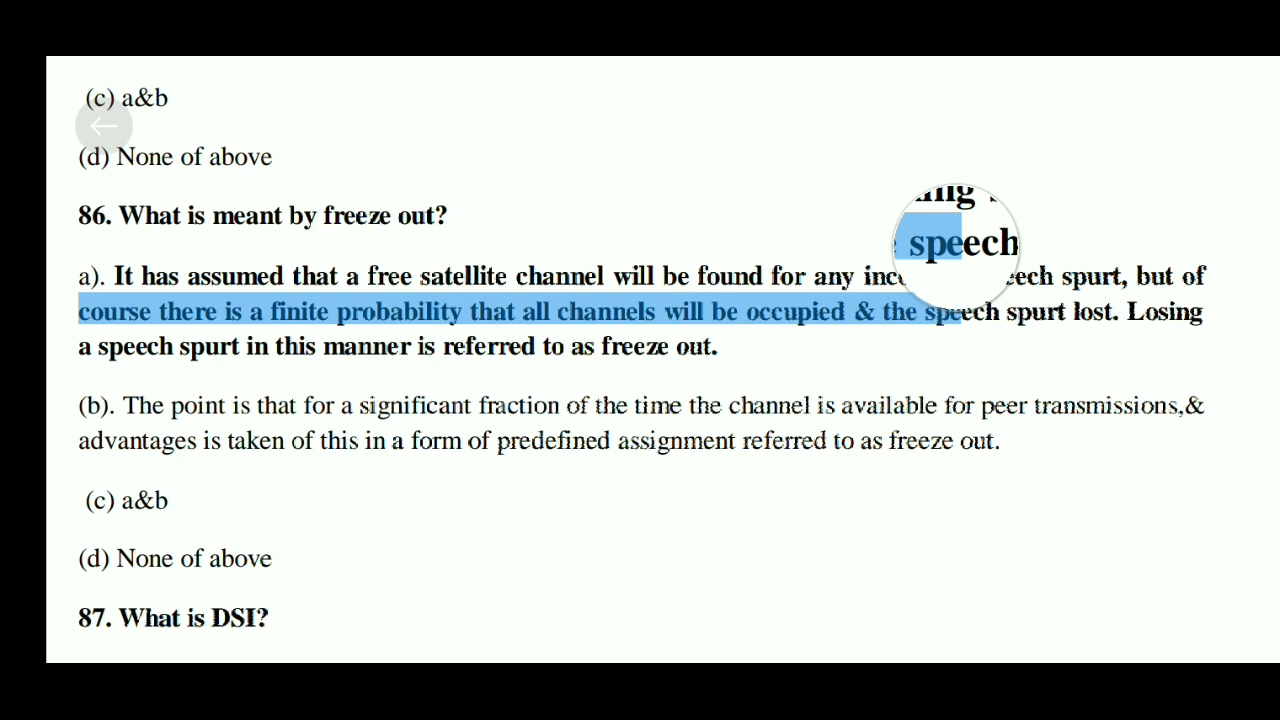 (c) a&b
(d) None of above
86. What is meant by freeze out?
ing
speech
a). It has assumed that a free satellite channel will be found for any spurt, but of
course there is a finite probability that all channels will be occupied & the speech spurt lost. Losing
a speech spurt in this manner is referred to as freeze out.
(b). The point is that for a significant fraction of the time the channel is available for peer transmissions,&
advantages is taken of this in a form of predefined assignment referred to as freeze out.
(c) a&b
(d) None of above
87. What is DSI?